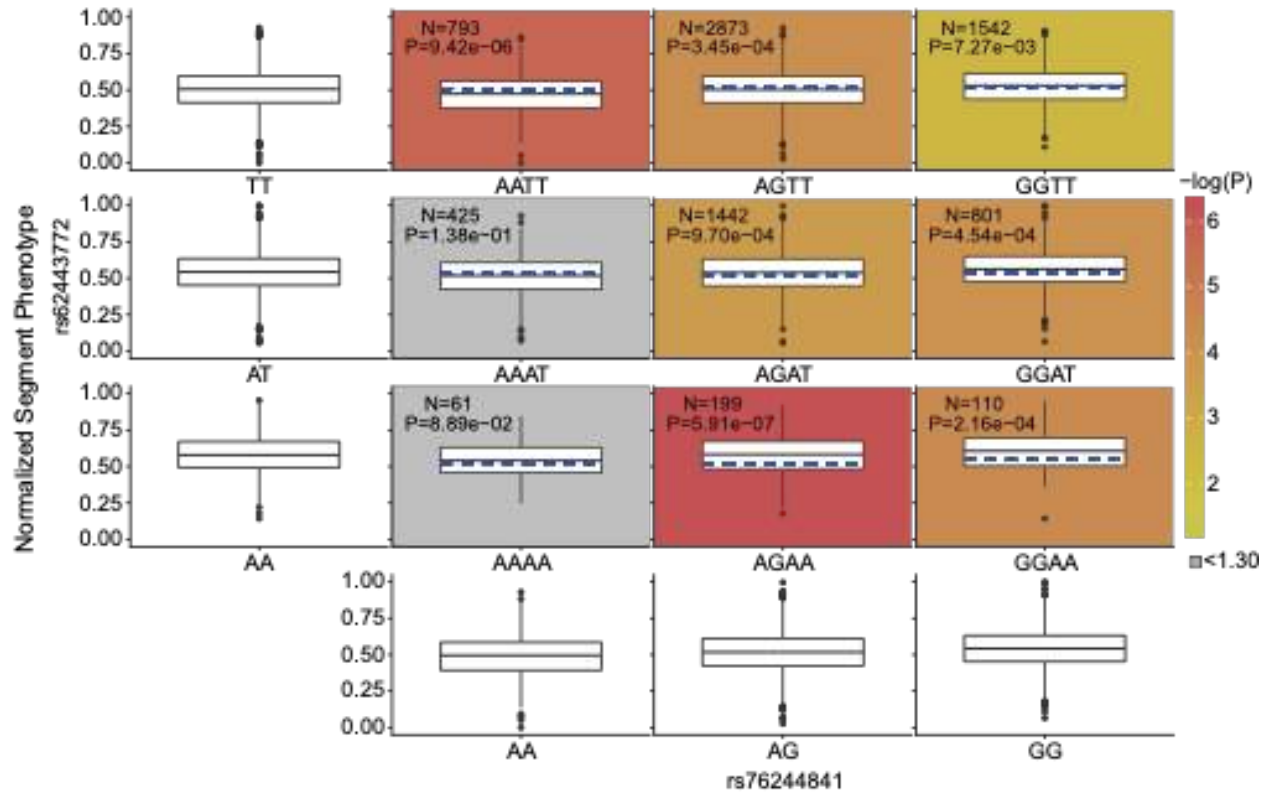 1.00
0.75
0.50
0.25
0.00
N=793
P=9.42e−06
N=2873
P=3.45e−04
N=1542
P=7.27e−03
TT
AATT
AGTT
GGTT
1.00
0.75
0.50
0.25
0.00
N=425
P=1.38e−01
N=1442
P=9.70e−04
N=801
P=4.54e−04
AT
AAAT
AGAT
GGAT
1.00
0.75
0.50
0.25
0.00
N=61
P=8.89e−02
N=199
P=5.91e−07
N=110
P=2.16e−04
AA
AAAA
AGAA
GGAA
1.00
0.75
0.50
0.25
0.00
AA
AG
GG
rs76244841
Normalized Segment Phenotype
rs62443772
−log(P)
6
5
4
3
2
<1.30